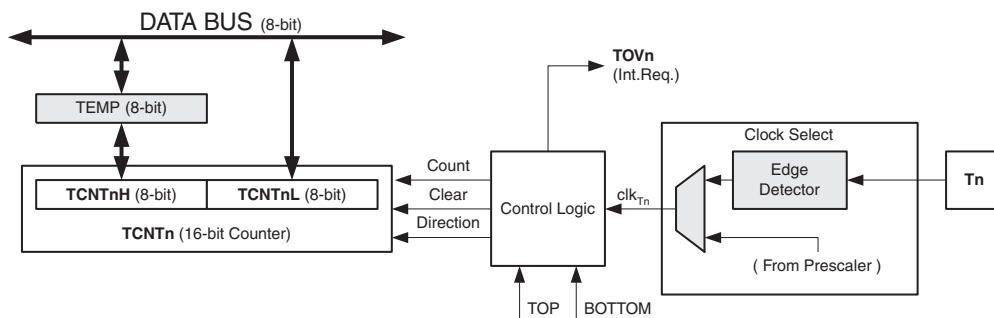 DATA BUS (8-bit)
TOVn
(Int.Req.)
TEMP (8-bit)
Clock Select
Count
Edge
Detector
Tn
TCNTnH (8-bit) TCNTnL (8-bit)
Clear
Control Logic
clkTn
TCNTn (16-bit Counter)
Direction
( From Prescaler )
TOP
BOTTOM